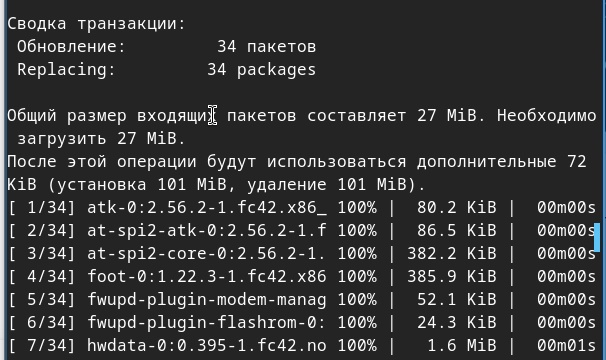 Сводка транзакции:
Обновление: 34 пакетов
Replacing: 34 packages
Общий размер входящих пакетов составляет 27 MiB. Необходимо
загрузить 27 MiB.
После этой операции будут использоваться дополнительные 72
KiB (установка 101 MiB, удаление 101 MiB).
[ 1/34] atk-0:2.56.2-1.fc42.x86_ 100% | 80.2 KiB | 00m00s
[ 2/34] at-spi2-atk-0:2.56.2-1.f 100% | 86.5 KiB | 00m00s
[ 3/34] at-spi2-core-0:2.56.2-1. 100% | 382.2 KiB | 00m00s
[ 4/34] foot-0:1.22.3-1.fc42.x86 100% | 385.9 KiB | 00m00s
[ 5/34] fwupd-plugin-modem-manag 100% | 52.1 KiB | 00m00s
[ 6/34] fwupd-plugin-flashrom-0: 100% | 24.3 KiB | 00m00s
[ 7/34] hwdata-0:0.395-1.fc42.no 100% | 1.6 MiB | 00m01s